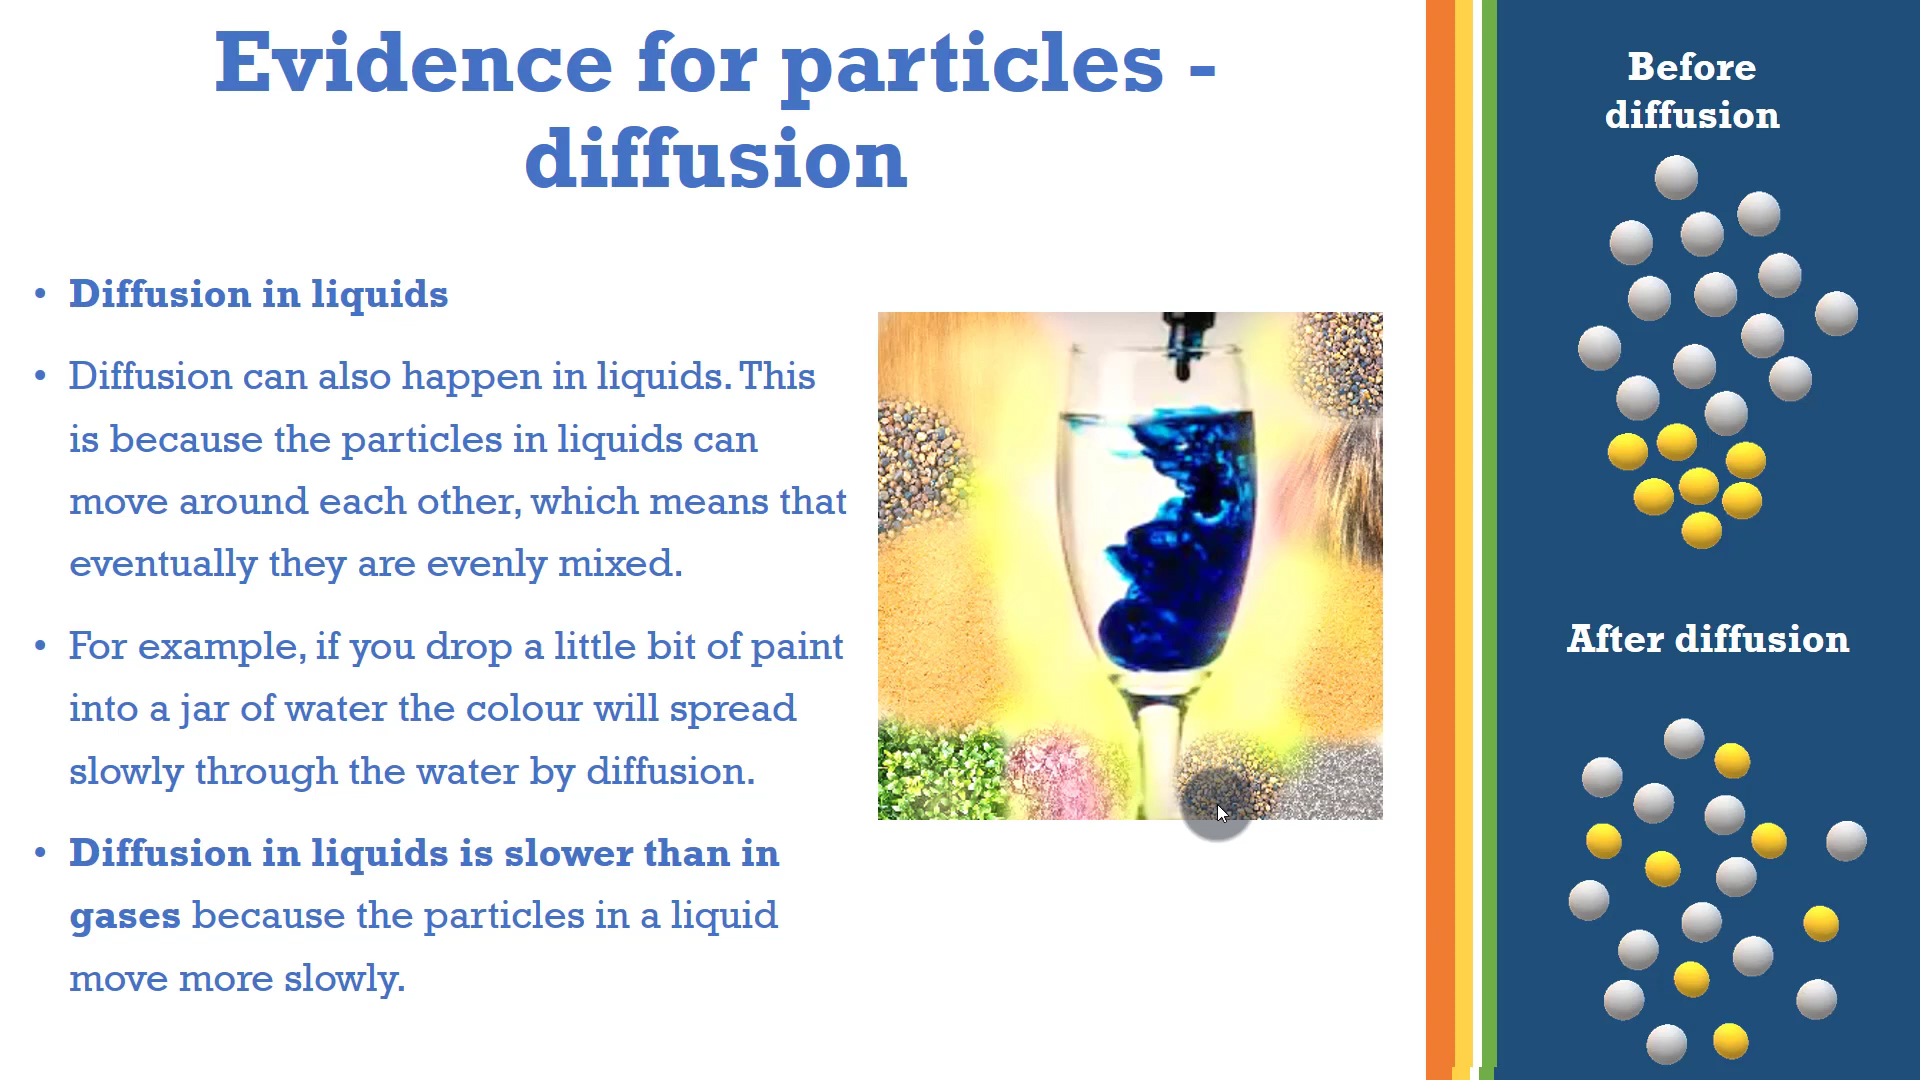 Evidence for particles -
diffusion
• Diffusion in liquids
• Diffusion can also happen in liquids. This
is because the particles in liquids can
move around each other, which means that
eventually they are evenly mixed.
• For example, if you drop a little bit of paint
into a jar of water the colour will spread
slowly through the water by diffusion.
• Diffusion in liquids is slower than in
gases because the particles in a liquid
move more slowly.
Before
diffusion
After diffusion